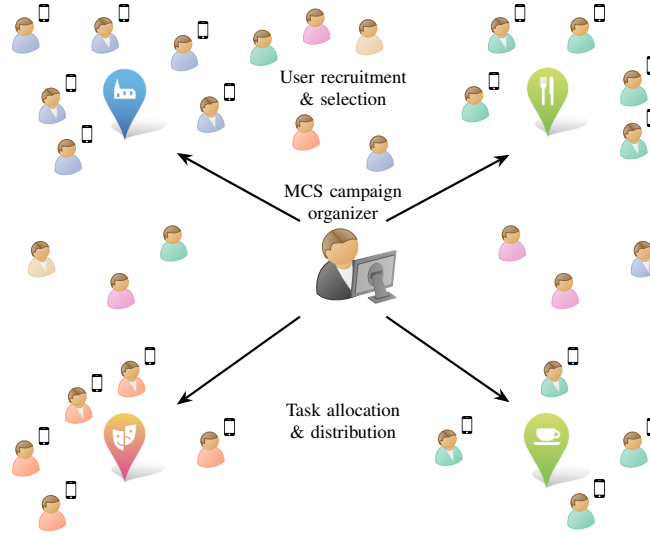 User recruitment
& selection
MCS campaign
organizer
Task allocation
& distribution